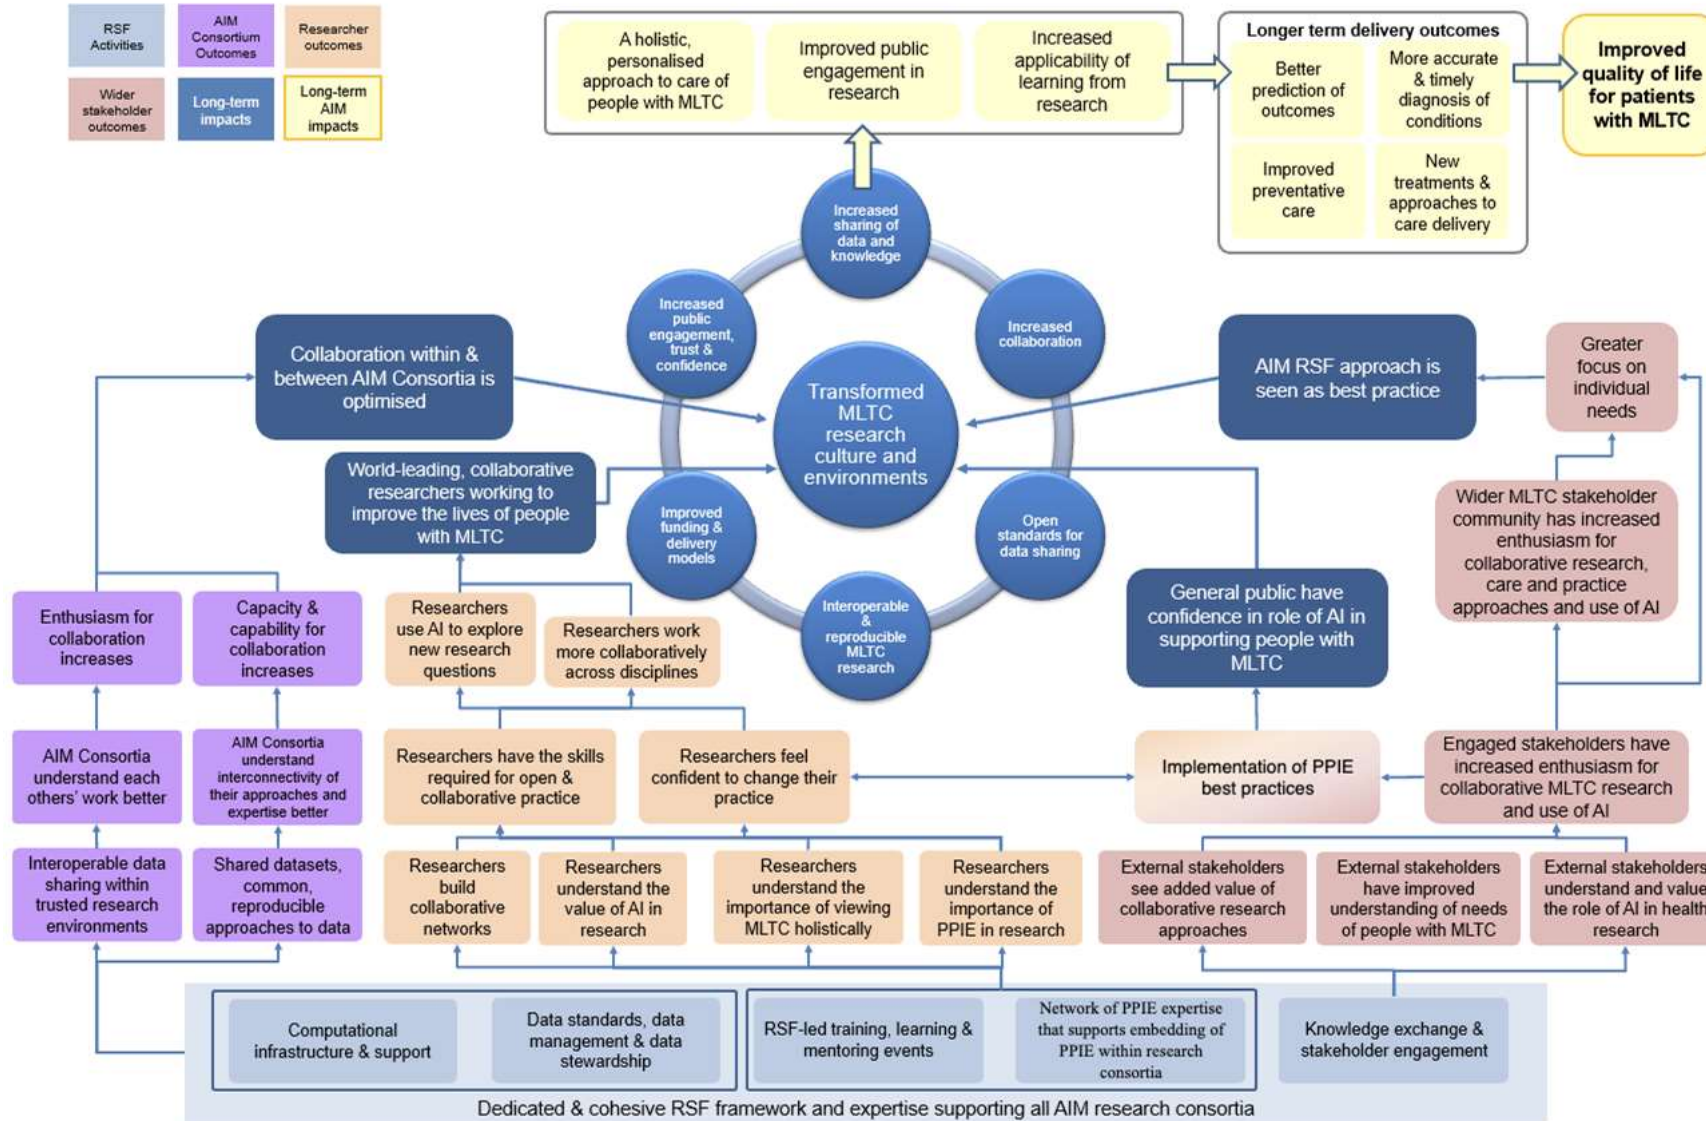 RSF
Activities
AIM
Consortium
Outcomes
Researcher
outcomes
Wider
stakeholder
outcomes
Long-term
impacts
Long-term
AIM
impacts
A holistic,
personalised
approach to care of
people with MLTC
Improved public
engagement in
research
Increased
applicability of
learning from
research
Longer term delivery outcomes
Better
prediction of
outcomes
More accurate
& timely
diagnosis of
conditions
Improved
preventative
care
New
treatments &
approaches to
care delivery
Improved
quality of life
for patients
with MLTC
Increased
sharing of
data and
knowledge
Increased
public
engagement,
trust &
confidence
Increased
collaboration
Transformed
MLTC
research
culture and
environments
Improved
funding &
delivery
models
Open
standards for
data sharing
Interoperable
&
reproducible
MLTC
research
Collaboration within &
between AIM Consortia is
optimised
AIM RSF approach is
seen as best practice
Greater
focus on
individual
needs
World-leading, collaborative
researchers working to
improve the lives of people
with MLTC
Wider MLTC stakeholder
community has increased
enthusiasm for
collaborative research,
care and practice
approaches and use of AI
General public have
confidence in role of AI in
supporting people with
MLTC
Enthusiasm for
collaboration
increases
Capacity &
capability for
collaboration
increases
Researchers
use AI to explore
new research
questions
Researchers work
more collaboratively
across disciplines
AIM Consortia
understand each
others' work better
AIM Consortia
understand
interconnectivity of
their approaches and
expertise better
Researchers have the skills
required for open &
collaborative practice
Researchers feel
confident to change their
practice
Implementation of PPIE
best practices
Engaged stakeholders have
increased enthusiasm for
collaborative MLTC research
and use of AI
Interoperable data
sharing within
trusted research
environments
Shared datasets,
common,
reproducible
approaches to data
Researchers
build
collaborative
networks
Researchers
understand the
value of AI in
research
Researchers
understand the
importance of viewing
MLTC holistically
Researchers
understand the
importance of
PPIE in research
External stakeholders
see added value of
collaborative research
approaches
External stakeholders
have improved
understanding of needs
of people with MLTC
External stakeholders
understand and value
the role of AI in health
research
Computational
infrastructure & support
Data standards, data
management & data
stewardship
RSF-led training, learning &
mentoring events
Network of PPIE expertise
that supports embedding of
PPIE within research
consortia
Knowledge exchange &
stakeholder engagement
Dedicated & cohesive RSF framework and expertise supporting all AIM research consortia